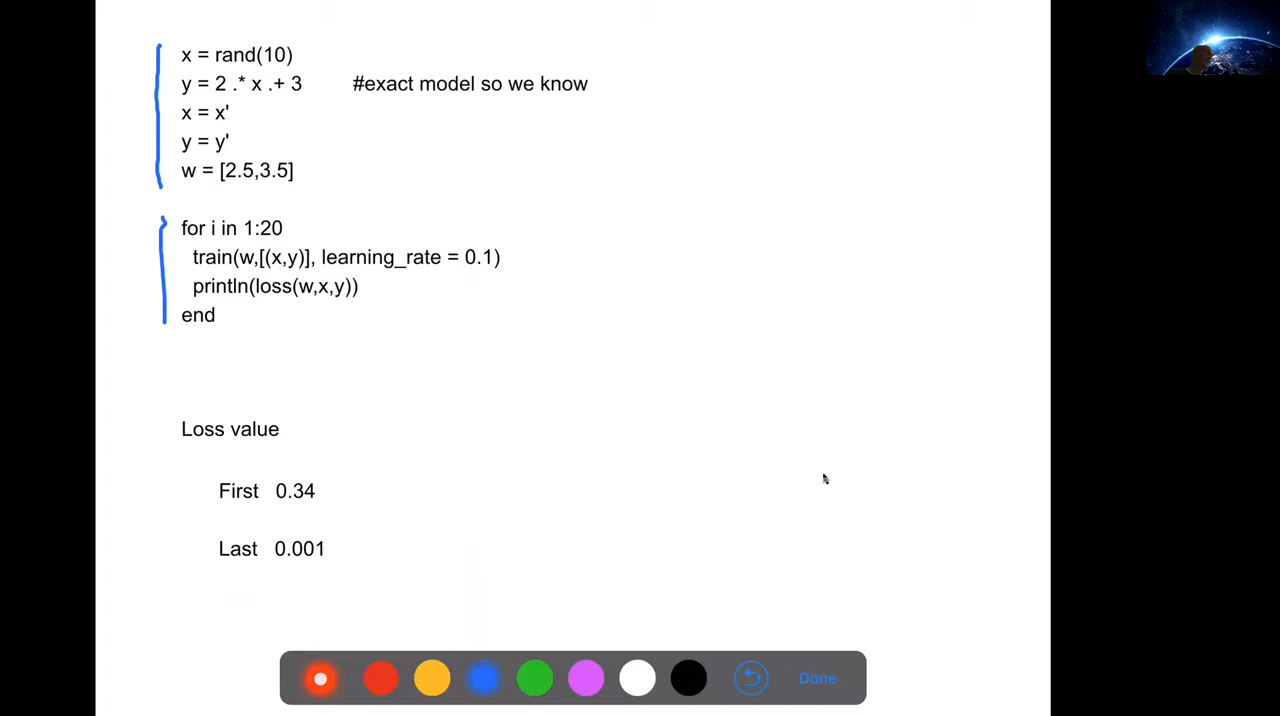 x = rand(10)
y = 2 .* x .+ 3 #exact model so we know
x = x'
y = y'
w = [2.5,3.5]
for i in 1:20
train(w,[(x,y)], learning_rate = 0.1)
println(loss(w,x,y))
end
Loss value
First 0.34
Last 0.001
Done